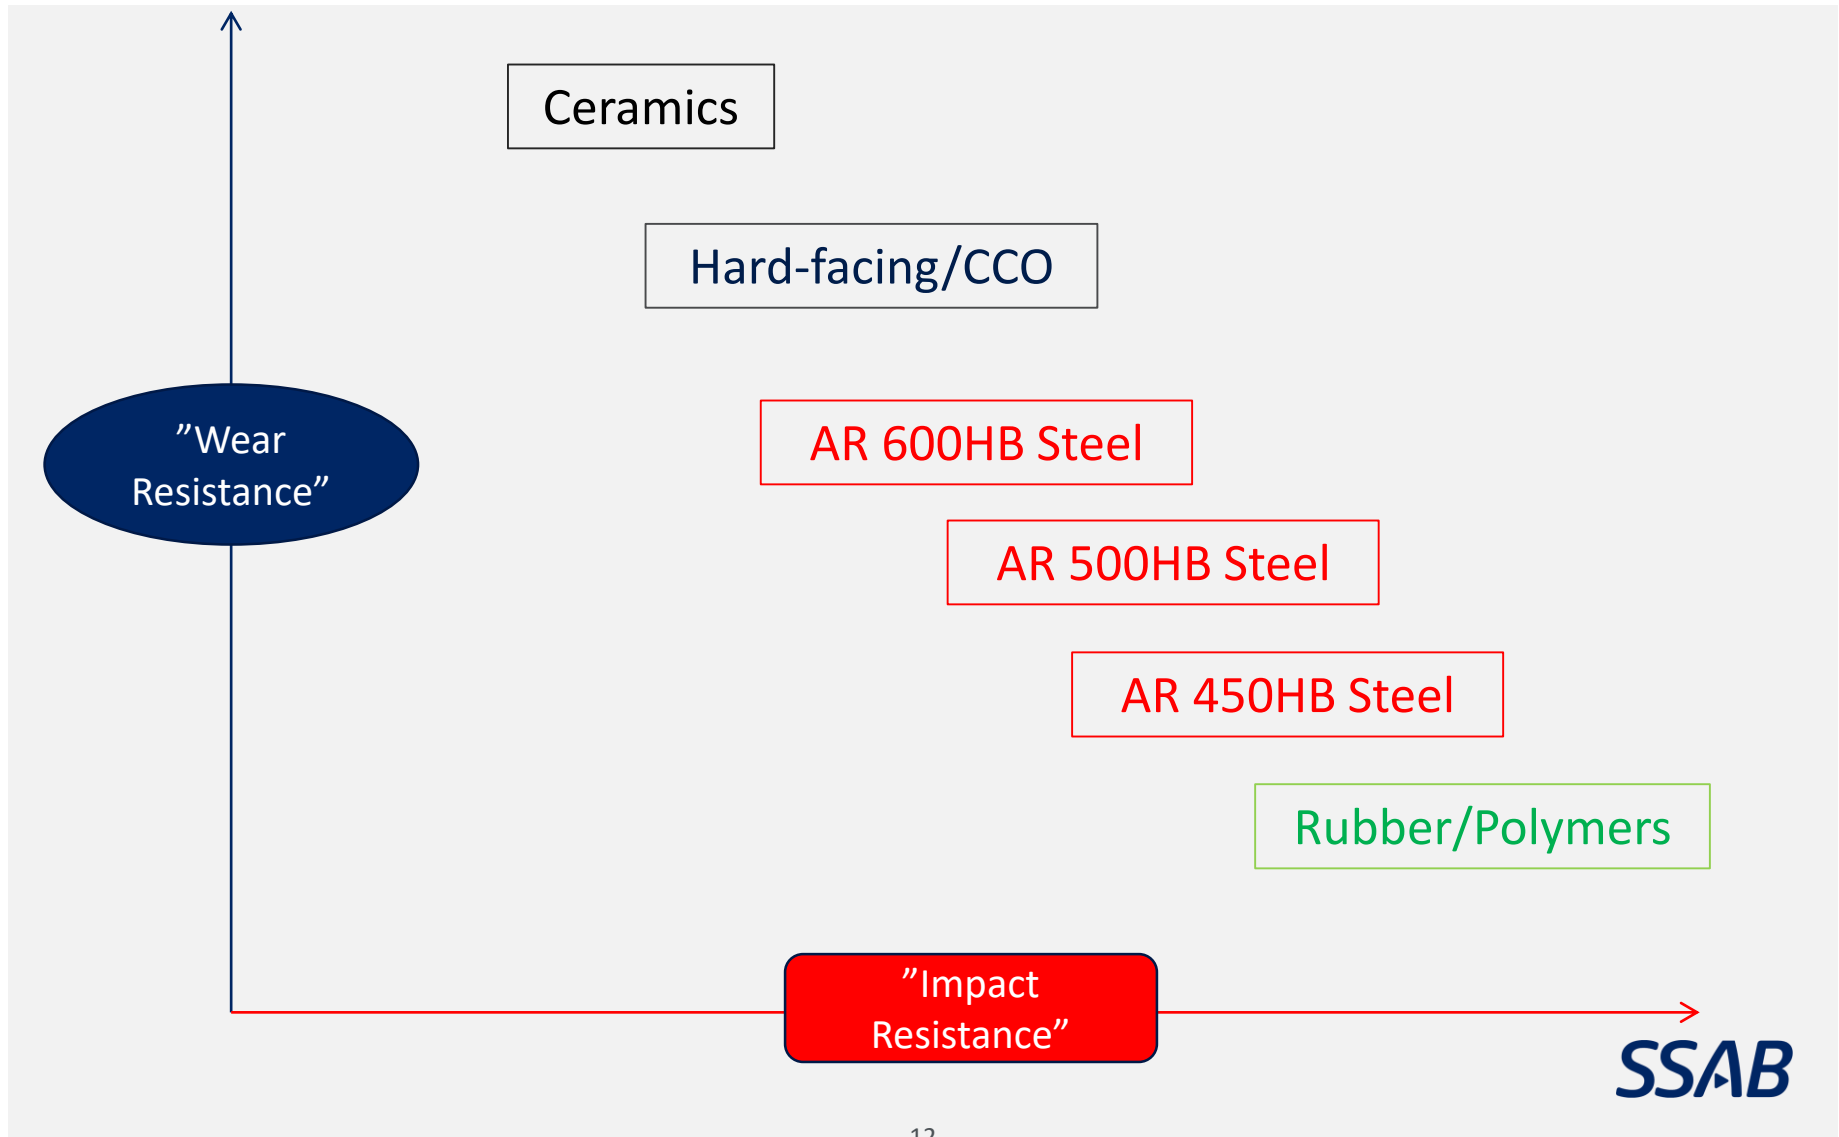 Ceramics
Hard-facing/CCO
”Wear
Resistance”
AR 600HB Steel
AR 500HB Steel
AR 450HB Steel
Rubber/Polymers
”Impact
Resistance”
SSAB
12